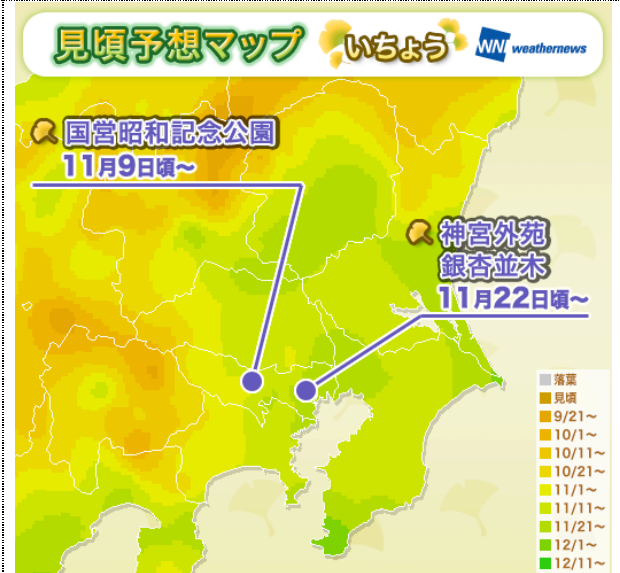 見頃予想マップ いちょう WN weathernews
国営昭和記念公園
11月9日頃～
神宮外苑
銀杏並木
11月22日頃～
落葉
見頃
9/21～
10/1～
10/11～
10/21～
11/1～
11/11～
11/21～
12/1～
12/11～